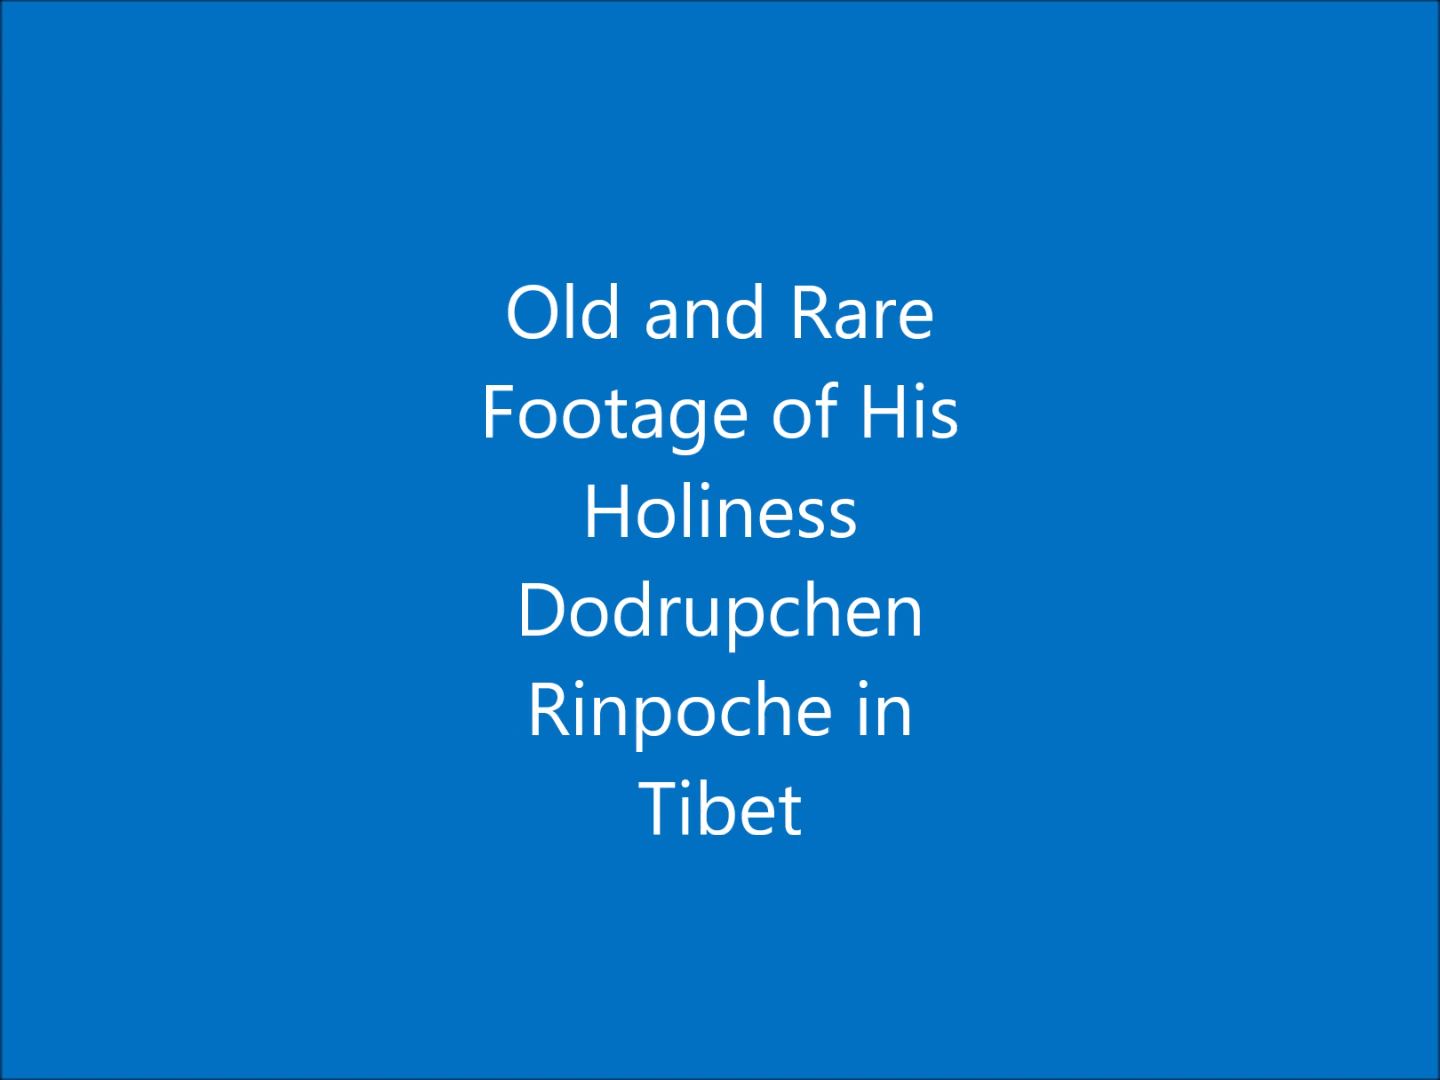 Old and Rare
Footage of His
Holiness
Dodrupchen
Rinpoche in
Tibet